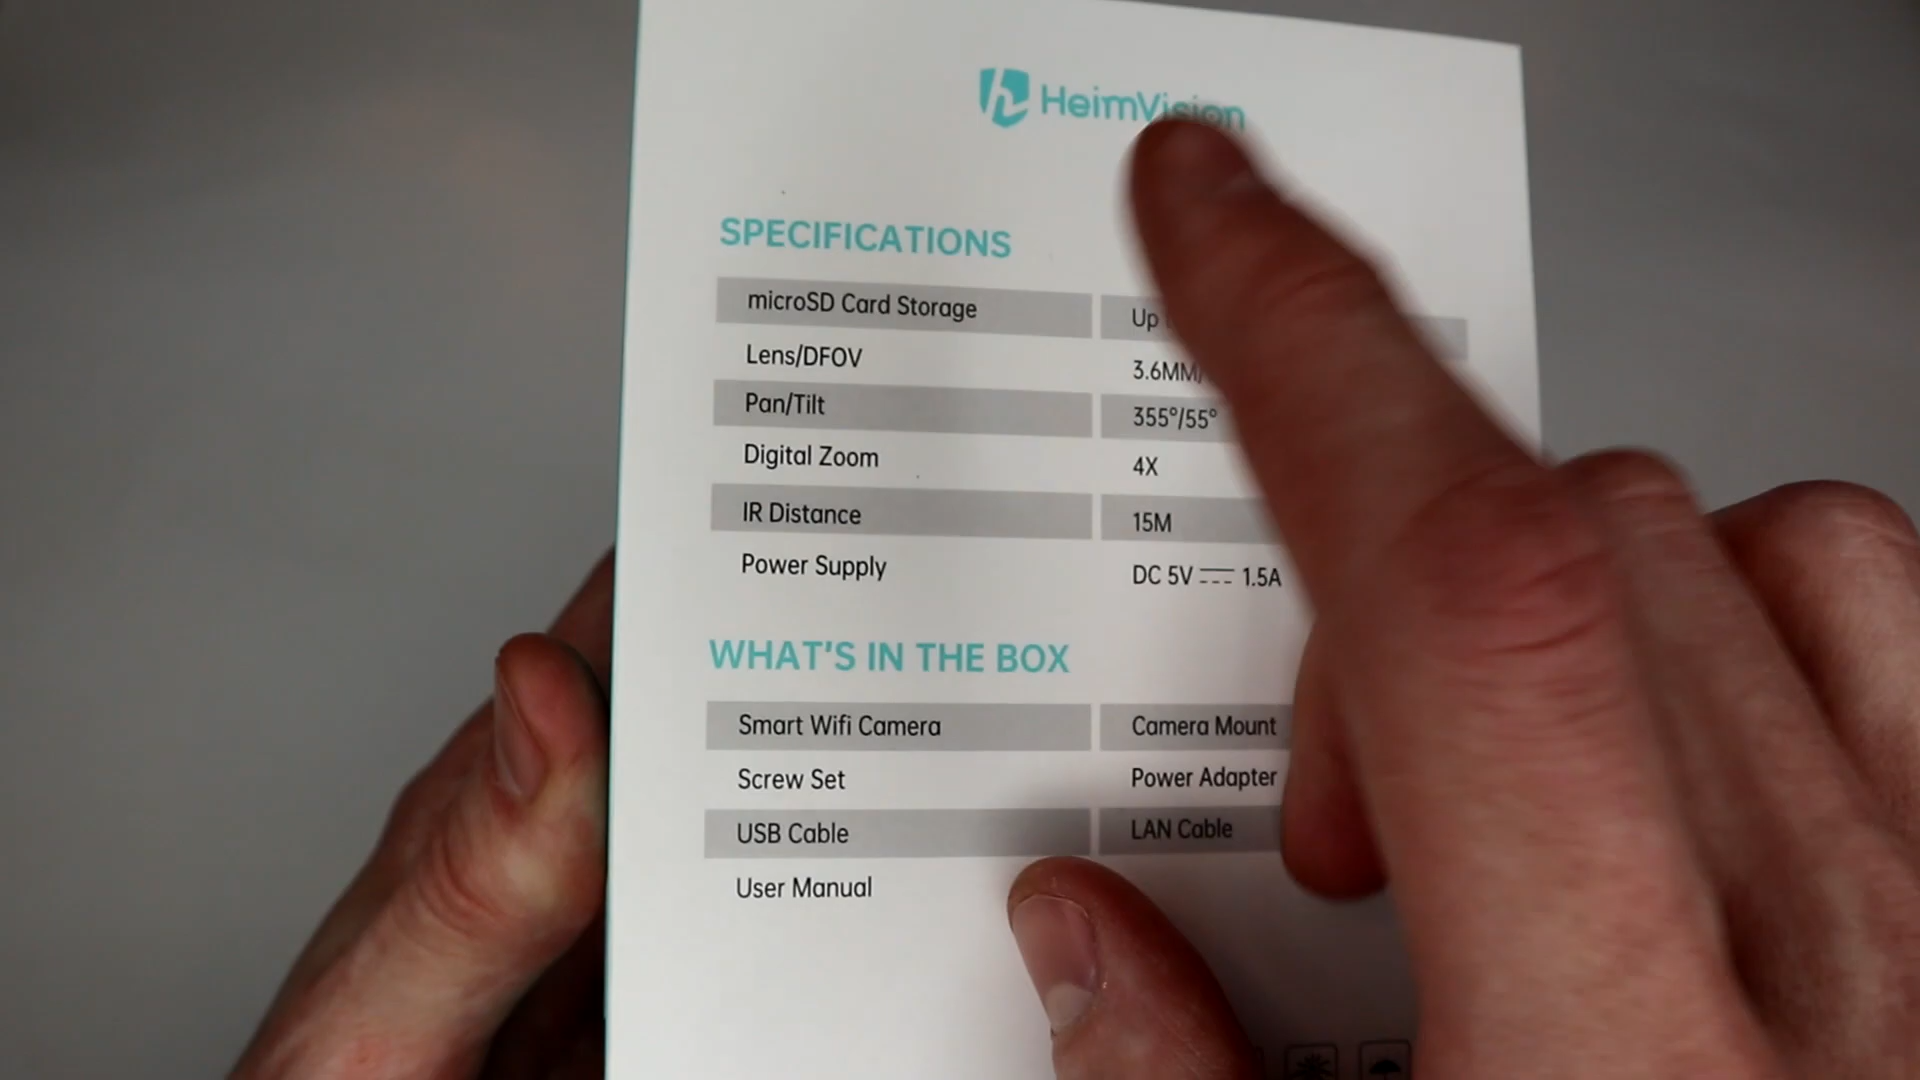 HeimVision
SPECIFICATIONS
microSD Card Storage Up
Lens/DFOV 3.6MM/
Pan/Tilt 355°/55°
Digital Zoom 4X
IR Distance 15M
Power Supply DC 5V ⎓ 1.5A
WHAT'S IN THE BOX
Smart Wifi Camera Camera Mount
Screw Set Power Adapter
USB Cable LAN Cable
User Manual